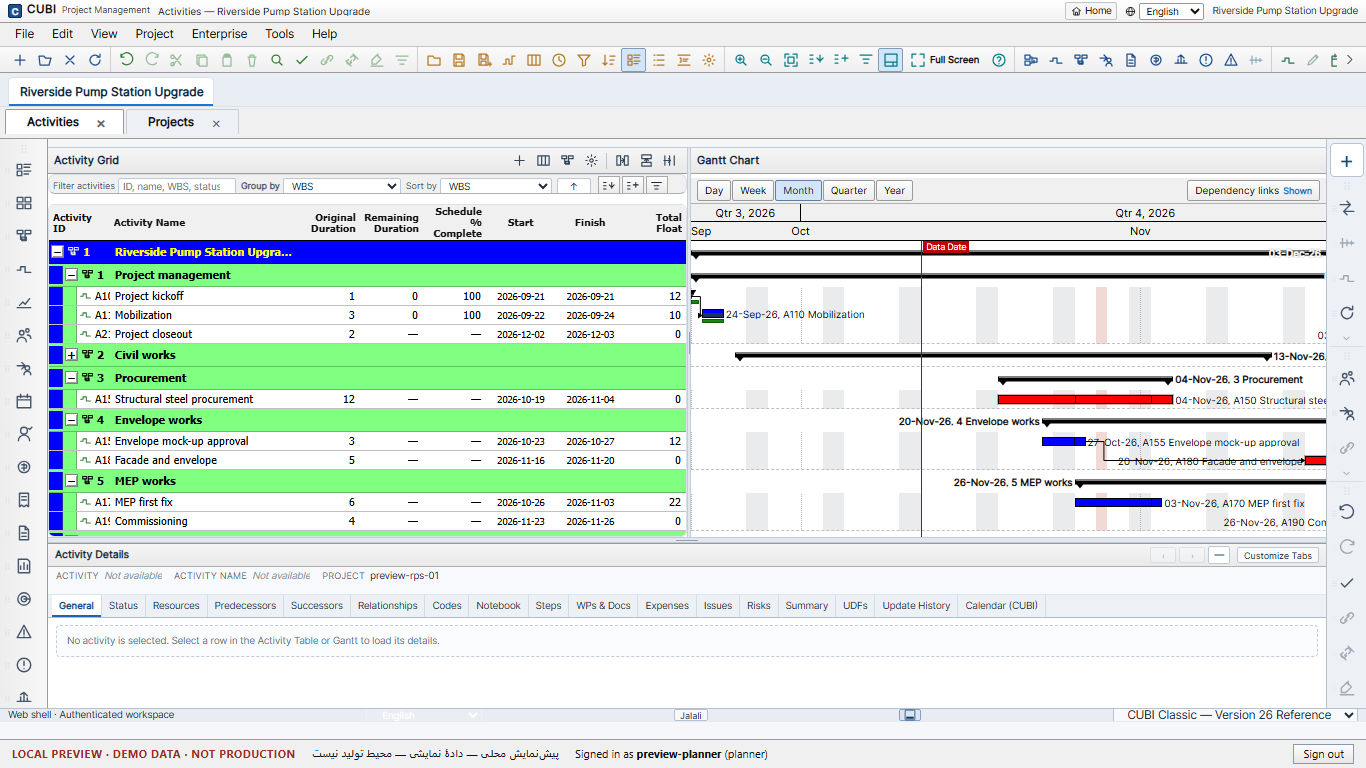 CUBI Project Management Activities — Riverside Pump Station Upgrade Home English Riverside Pump Station Upgrade
File Edit View Project Enterprise Tools Help
Full Screen
Riverside Pump Station Upgrade
Activities × Projects ×
Activity Grid
Filter activities ID, name, WBS, status Group by WBS Sort by WBS
Activity ID Activity Name Original Duration Remaining Duration Schedule % Complete Start Finish Total Float
1 Riverside Pump Station Upgra...
1 Project management
Project kickoff 1 0 100 2026-09-21 2026-09-21 12
Mobilization 3 0 100 2026-09-22 2026-09-24 10
Project closeout 2 — — 2026-12-02 2026-12-03 0
2 Civil works
3 Procurement
Structural steel procurement 12 — — 2026-10-19 2026-11-04 0
4 Envelope works
Envelope mock-up approval 3 — — 2026-10-23 2026-10-27 12
Facade and envelope 5 — — 2026-11-16 2026-11-20 0
5 MEP works
MEP first fix 6 — — 2026-10-26 2026-11-03 22
Commissioning 4 — — 2026-11-23 2026-11-26 0
Gantt Chart
Day Week Month Quarter Year Dependency links Shown
Qtr 3, 2026 Qtr 4, 2026
Sep Oct Nov
Data Date
03-Dec-26
24-Sep-26, A110 Mobilization
13-Nov-26,
04-Nov-26, 3 Procurement
04-Nov-26, A150 Structural stee
20-Nov-26, 4 Envelope works
27-Oct-26, A155 Envelope mock-up approval
20-Nov-26, A180 Facade and envelope
26-Nov-26, 5 MEP works
03-Nov-26, A170 MEP first fix
26-Nov-26, A190 Com
Activity Details Customize Tabs
ACTIVITY Not available ACTIVITY NAME Not available PROJECT preview-rps-01
General Status Resources Predecessors Successors Relationships Codes Notebook Steps WPs & Docs Expenses Issues Risks Summary UDFs Update History Calendar (CUBI)
No activity is selected. Select a row in the Activity Table or Gantt to load its details.
Web shell · Authenticated workspace English Jalali CUBI Classic — Version 26 Reference
LOCAL PREVIEW · DEMO DATA · NOT PRODUCTION پیش‌نمایش محلی — دادهٔ نمایشی — محیط تولید نیست Signed in as preview-planner (planner) Sign out